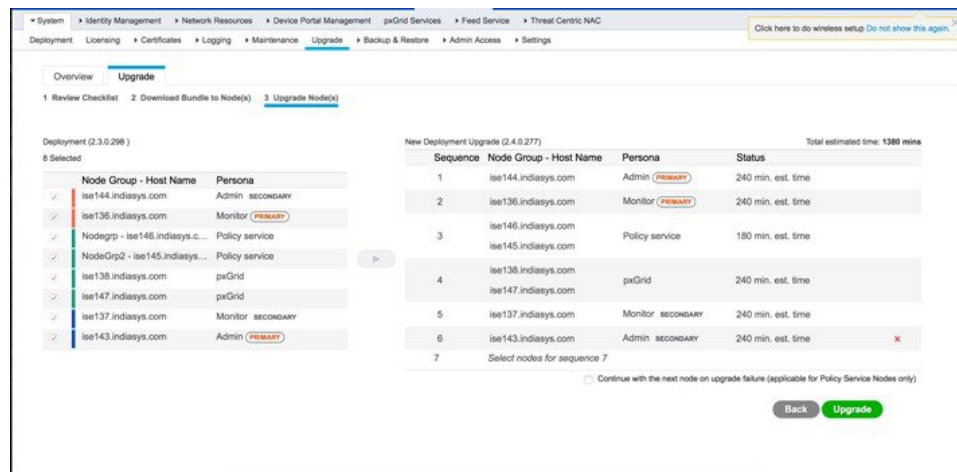 System Identity Management Network Resources Device Portal Management pxGrid Services Feed Service Threat Centric NAC
Click here to do wireless setup Do not show this again.
Deployment Licensing Certificates Logging Maintenance Upgrade Backup & Restore Admin Access Settings
Overview Upgrade
1 Review Checklist 2 Download Bundle to Node(s) 3 Upgrade Node(s)
Deployment (2.3.0.298 )
8 Selected
Node Group - Host Name Persona
ise144.indiasys.com Admin SECONDARY
ise136.indiasys.com Monitor PRIMARY
Nodegrp - ise146.indiasys.c... Policy service
NodeGrp2 - ise145.indiasys... Policy service
ise138.indiasys.com pxGrid
ise147.indiasys.com pxGrid
ise137.indiasys.com Monitor SECONDARY
ise143.indiasys.com Admin PRIMARY
New Deployment Upgrade (2.4.0.277) Total estimated time: 1380 mins
Sequence Node Group - Host Name Persona Status
1 ise144.indiasys.com Admin PRIMARY 240 min. est. time
2 ise136.indiasys.com Monitor PRIMARY 240 min. est. time
ise146.indiasys.com
3 Policy service 180 min. est. time
ise145.indiasys.com
ise138.indiasys.com
4 pxGrid 240 min. est. time
ise147.indiasys.com
5 ise137.indiasys.com Monitor SECONDARY 240 min. est. time
6 ise143.indiasys.com Admin SECONDARY 240 min. est. time
7 Select nodes for sequence 7
Continue with the next node on upgrade failure (applicable for Policy Service Nodes only)
Back Upgrade